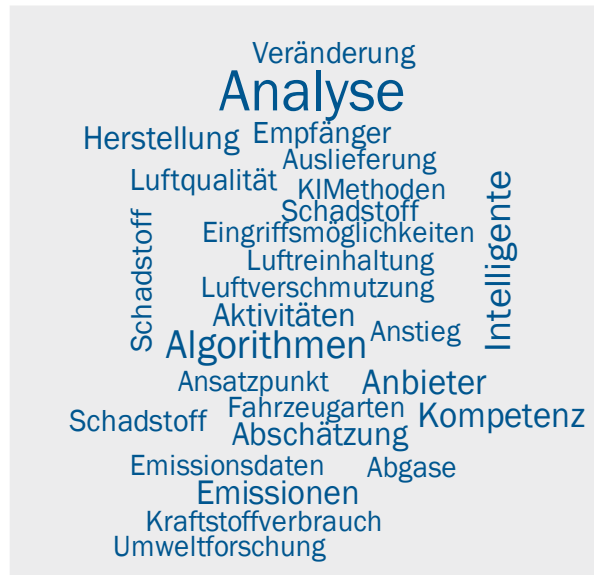 Veränderung
Analyse
Herstellung Empfänger
Auslieferung
Luftqualität KIMethoden
Schadstoff
Eingriffsmöglichkeiten
Luftreinhaltung
Luftverschmutzung
Schadstoff
Intelligente
Aktivitäten
Algorithmen Anstieg
Ansatzpunkt Anbieter
Fahrzeugarten
Schadstoff Kompetenz
Abschätzung
Emissionsdaten Abgase
Emissionen
Kraftstoffverbrauch
Umweltforschung